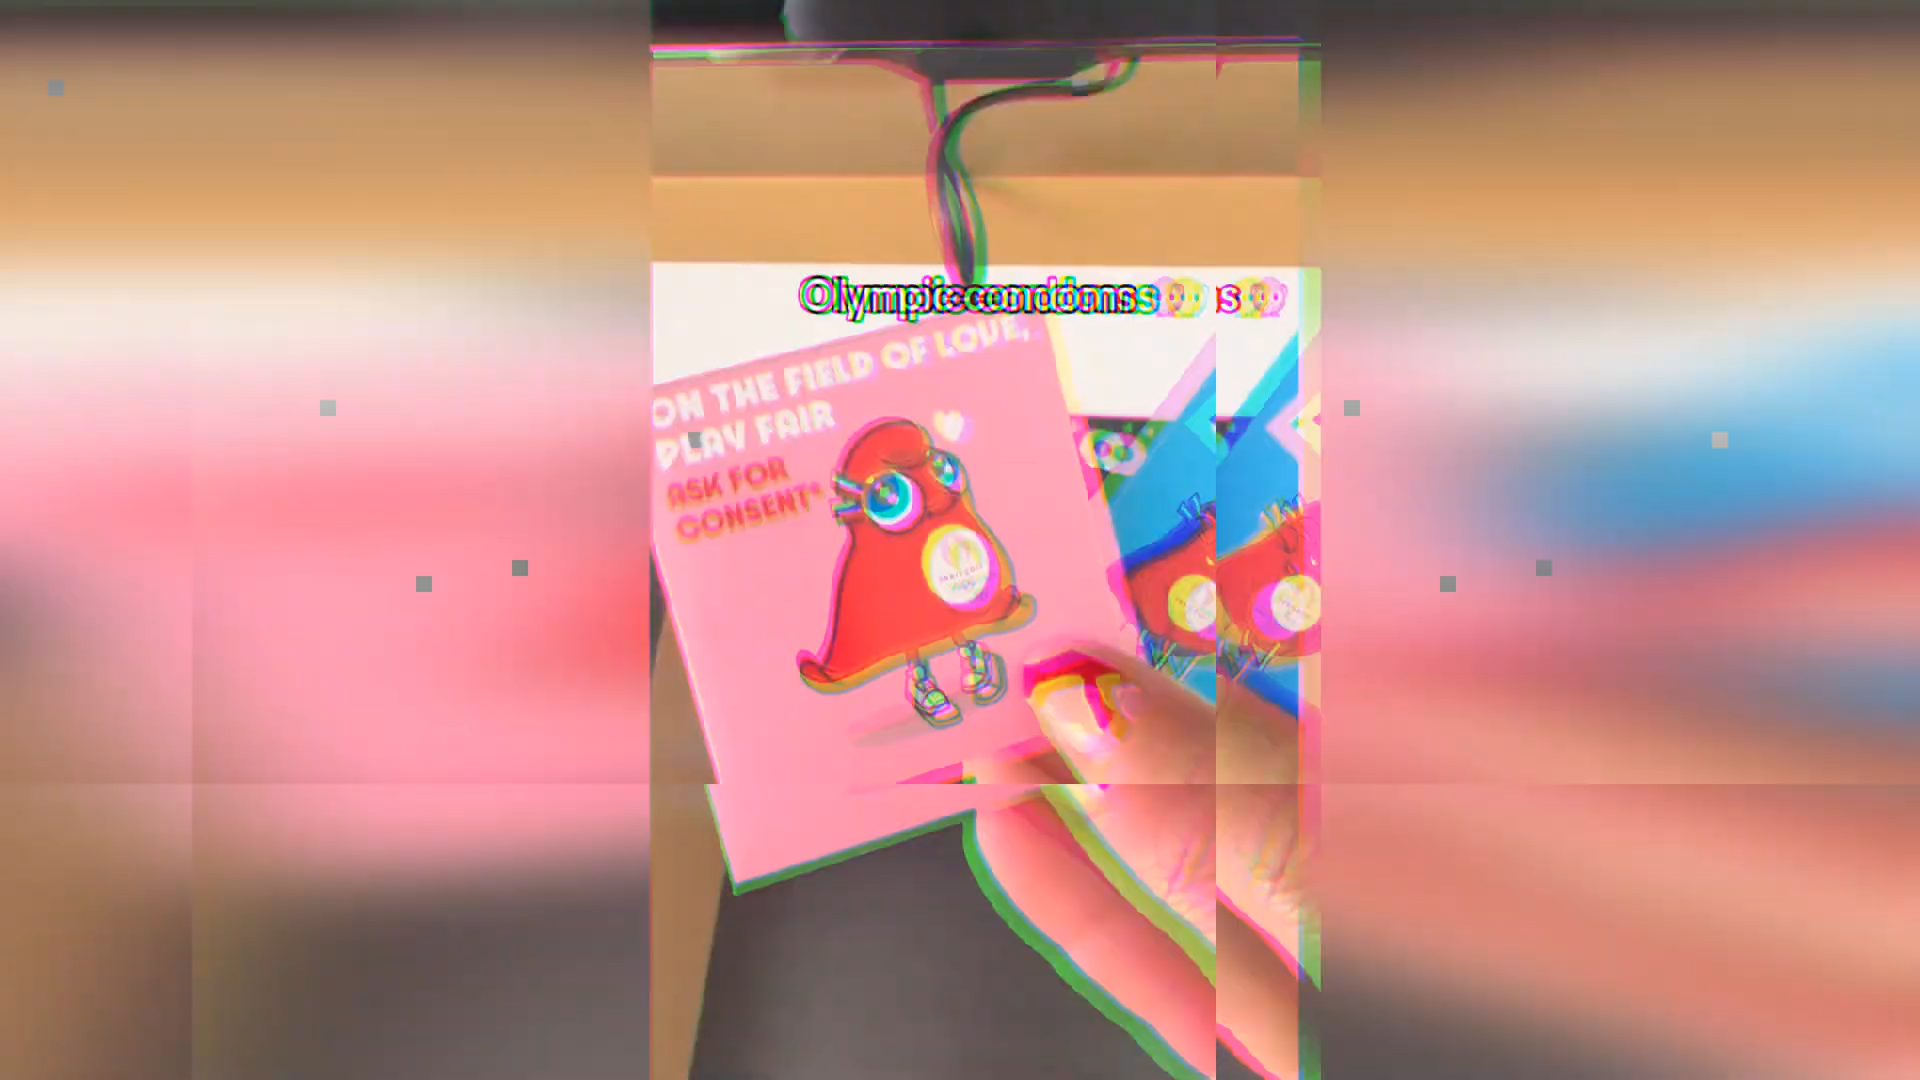 Olympic condoms
ON THE FIELD OF LOVE,
PLAY FAIR
ASK FOR
CONSENT*